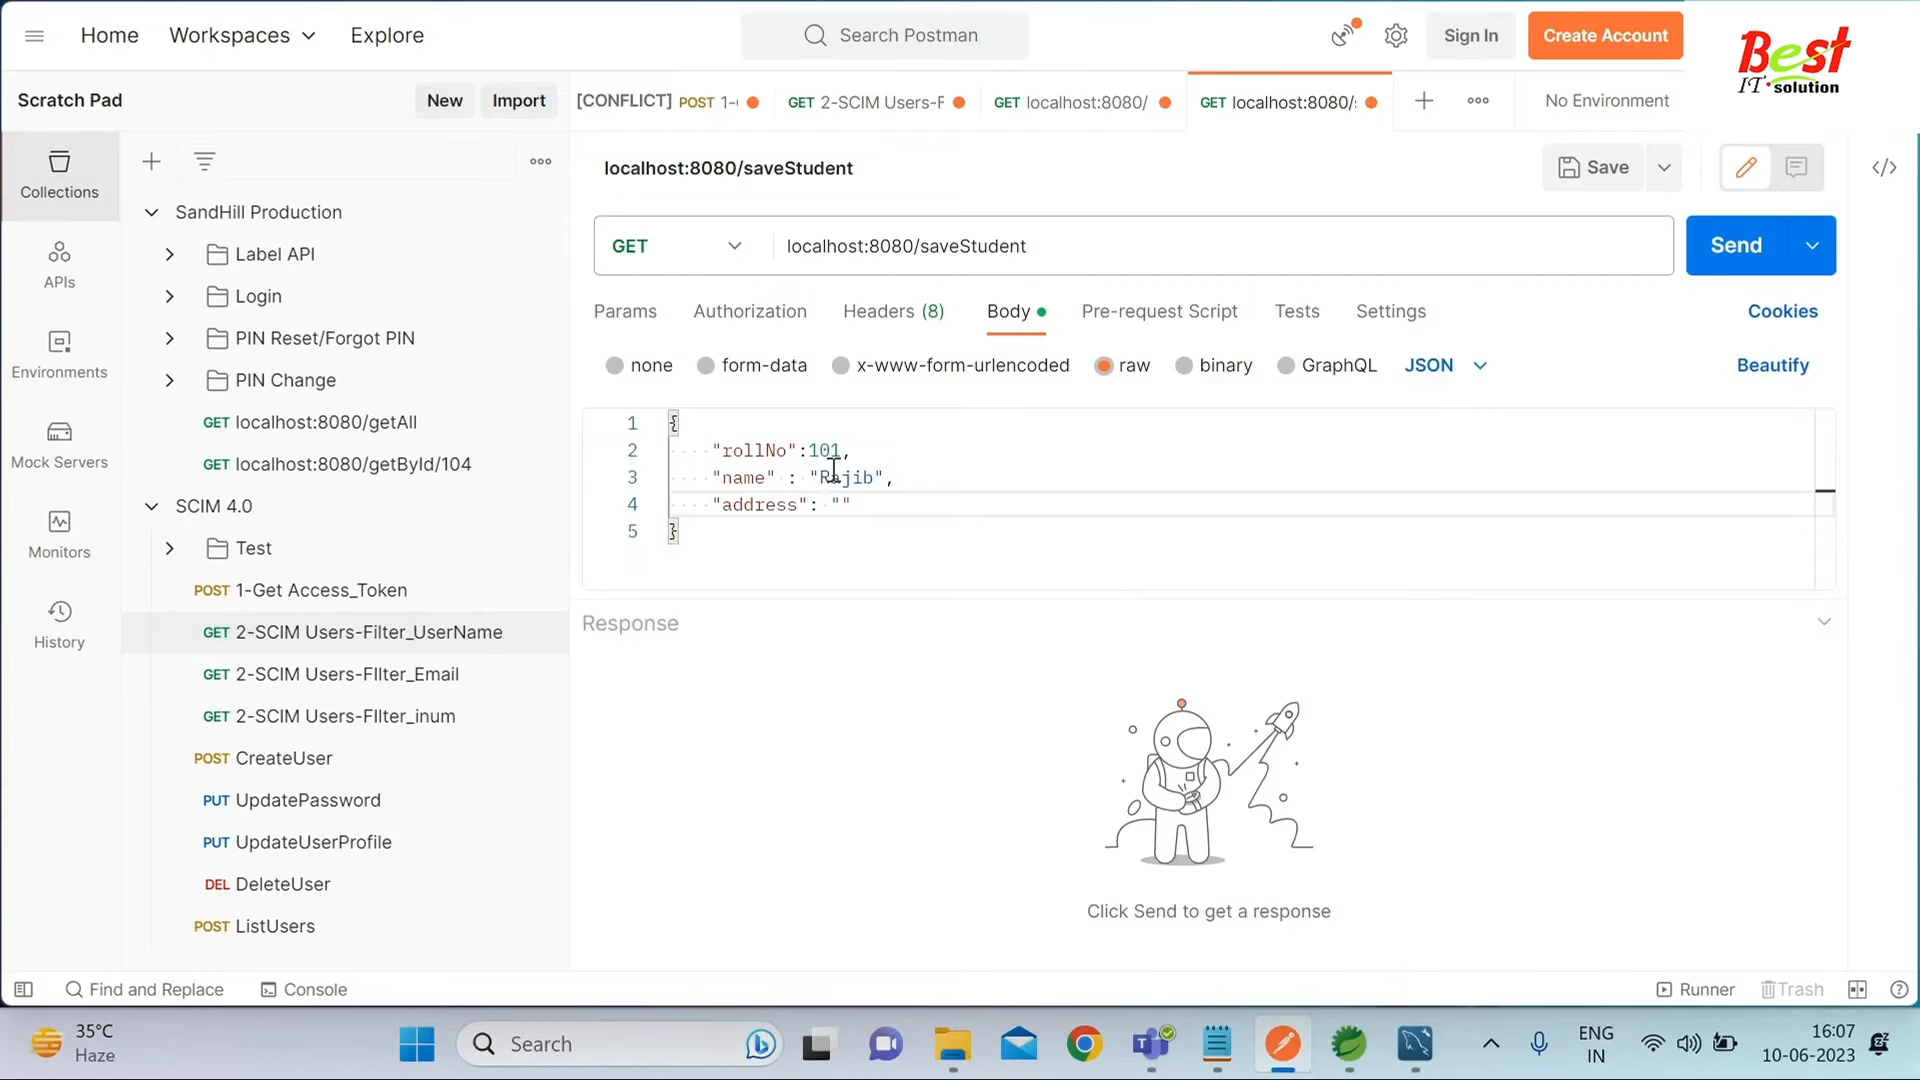 Home Workspaces Explore Search Postman Sign In Create Account
Best
IT solution
Scratch Pad New Import [CONFLICT] POST 1- GET 2-SCIM Users-F GET localhost:8080/ GET localhost:8080/s No Environment
Collections
APIs
Environments
Mock Servers
Monitors
History
SandHill Production
Label API
Login
PIN Reset/Forgot PIN
PIN Change
GET localhost:8080/getAll
GET localhost:8080/getById/104
SCIM 4.0
Test
POST 1-Get Access_Token
GET 2-SCIM Users-Filter_UserName
GET 2-SCIM Users-FIlter_Email
GET 2-SCIM Users-FIlter_inum
POST CreateUser
PUT UpdatePassword
PUT UpdateUserProfile
DEL DeleteUser
POST ListUsers
localhost:8080/saveStudent Save </>
GET localhost:8080/saveStudent Send
Params Authorization Headers (8) Body Pre-request Script Tests Settings Cookies
none form-data x-www-form-urlencoded raw binary GraphQL JSON Beautify
1 {
2 "rollNo":101,
3 "name" : "Rajib",
4 "address": ""
5 }
Response
Click Send to get a response
Find and Replace Console Runner Trash
35°C
Haze
Search
ENG
IN
16:07
10-06-2023